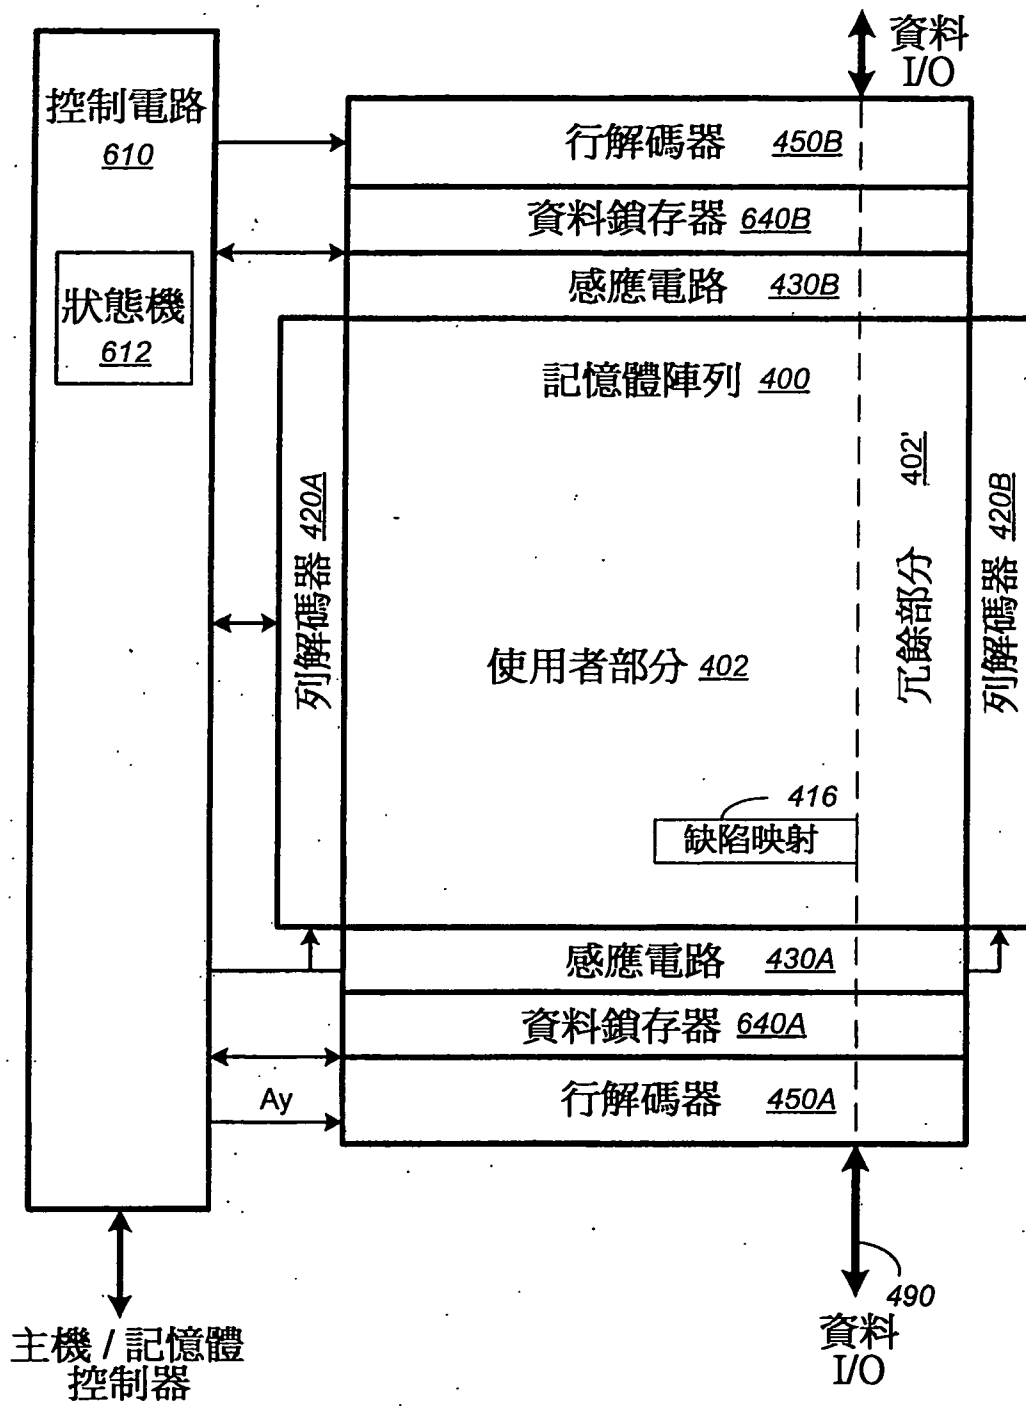 資料
I/O
控制電路
610
狀態機
612
行解碼器 450B
資料鎖存器 640B
感應電路 430B
記憶體陣列 400
列解碼器 420A
使用者部分 402
冗餘部分 402'
列解碼器 420B
416
缺陷映射
感應電路 430A
資料鎖存器 640A
Ay
行解碼器 450A
490
資料
I/O
主機 / 記憶體
控制器